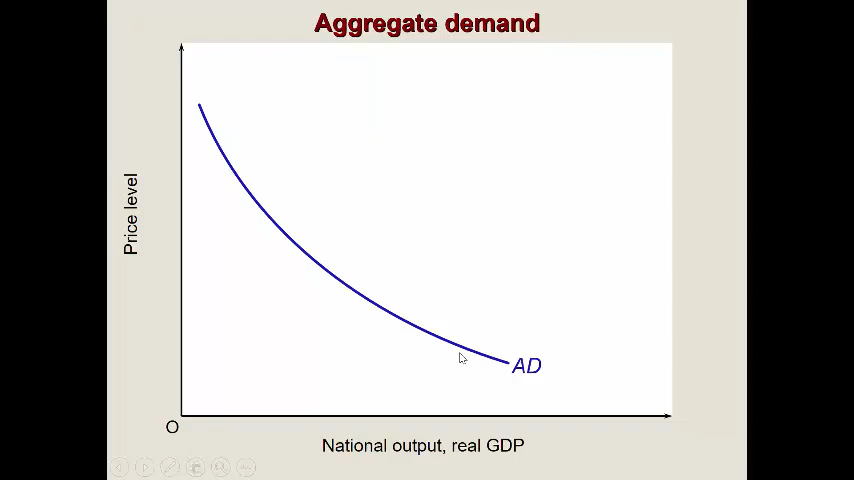 Aggregate demand
Price level
AD
O
National output, real GDP